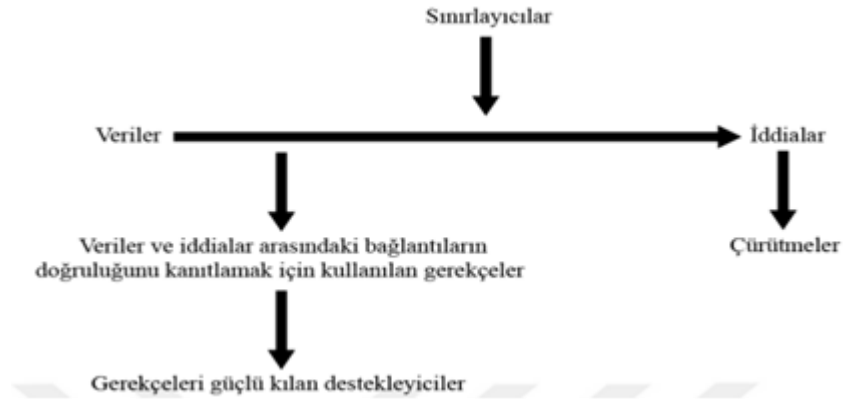 Sınırlayıcılar
Veriler
İddialar
Veriler ve iddialar arasındaki bağlantıların
doğruluğunu kanıtlamak için kullanılan gerekçeler
Çürütmeler
Gerekçeleri güçlü kılan destekleyiciler